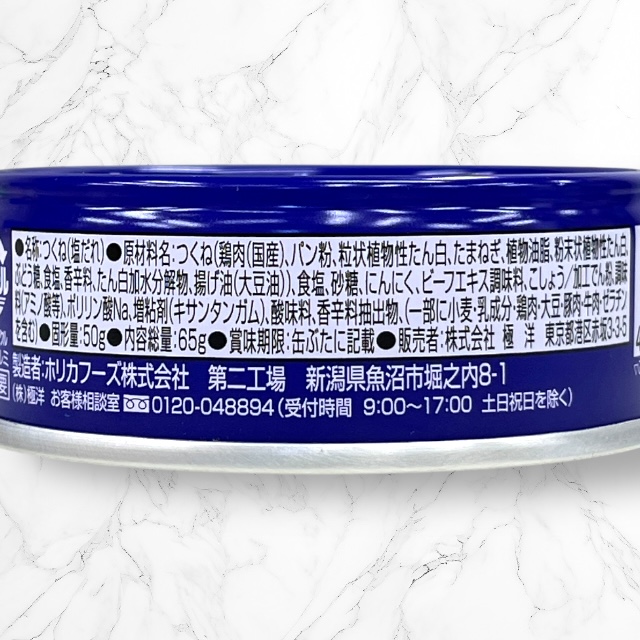 ●名称:つくね(塩だれ)●原材料名:つくね(鶏肉(国産)、パン粉、粒状植物性たん白、たまねぎ、植物油脂、粉末状植物性たん白、
ぶどう糖、食塩、香辛料、たん白加水分解物、揚げ油(大豆油))、食塩、砂糖、にんにく、ビーフエキス調味料、こしょう/加工でん粉、調味
料(アミノ酸等)、ポリリン酸Na、増粘剤(キサンタンガム)、酸味料、香辛料抽出物、(一部に小麦・乳成分・鶏肉・大豆・豚肉・牛肉・ゼラチン
を含む)●固形量:50g●内容総量:65g●賞味期限:缶ぶたに記載●販売者:株式会社 極洋 東京都港区赤坂3-3-5
製造者:ホリカフーズ株式会社 第二工場 新潟県魚沼市堀之内8-1
(株)極洋 お客様相談室 0120-048894(受付時間 9:00〜17:00 土日祝日を除く)